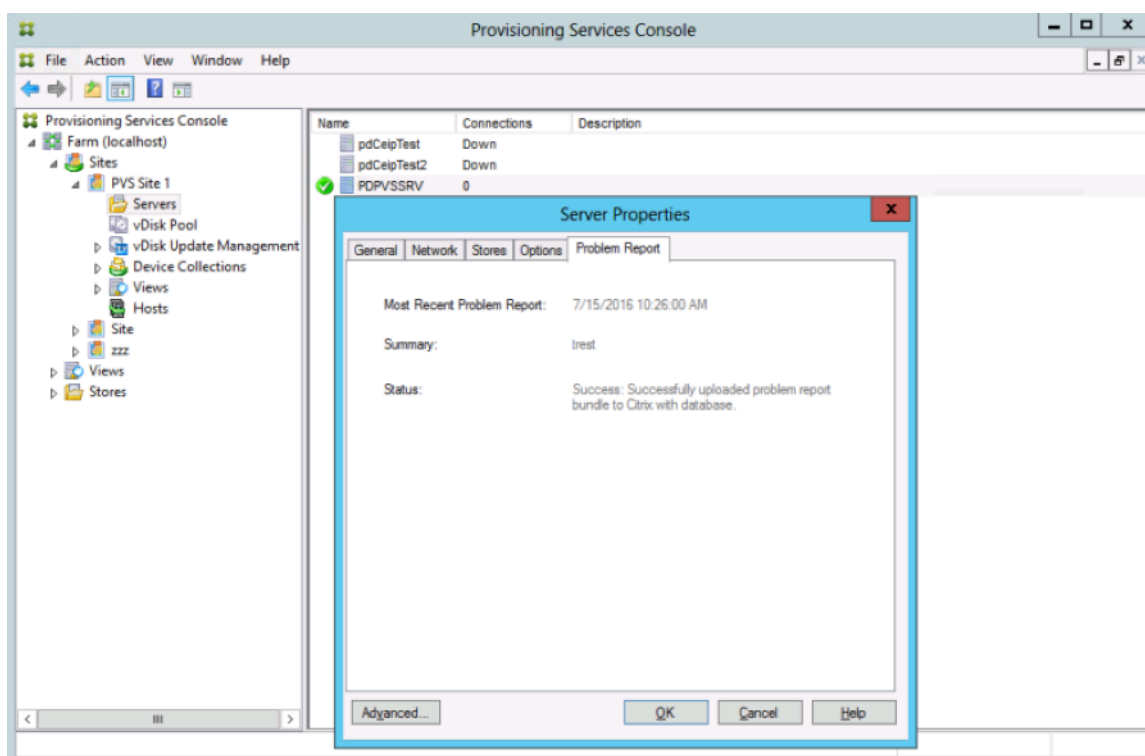 Provisioning Services Console
File Action View Window Help
Provisioning Services Console
Farm (localhost)
Sites
PVS Site 1
Servers
vDisk Pool
vDisk Update Management
Device Collections
Views
Hosts
Site
zzz
Views
Stores
Name Connections Description
pdCeipTest Down
pdCeipTest2 Down
PDPVSSRV 0
Server Properties
General Network Stores Options Problem Report
Most Recent Problem Report: 7/15/2016 10:26:00 AM
Summary: trest
Status: Success: Successfully uploaded problem report
bundle to Citrix with database.
Advanced... OK Cancel Help